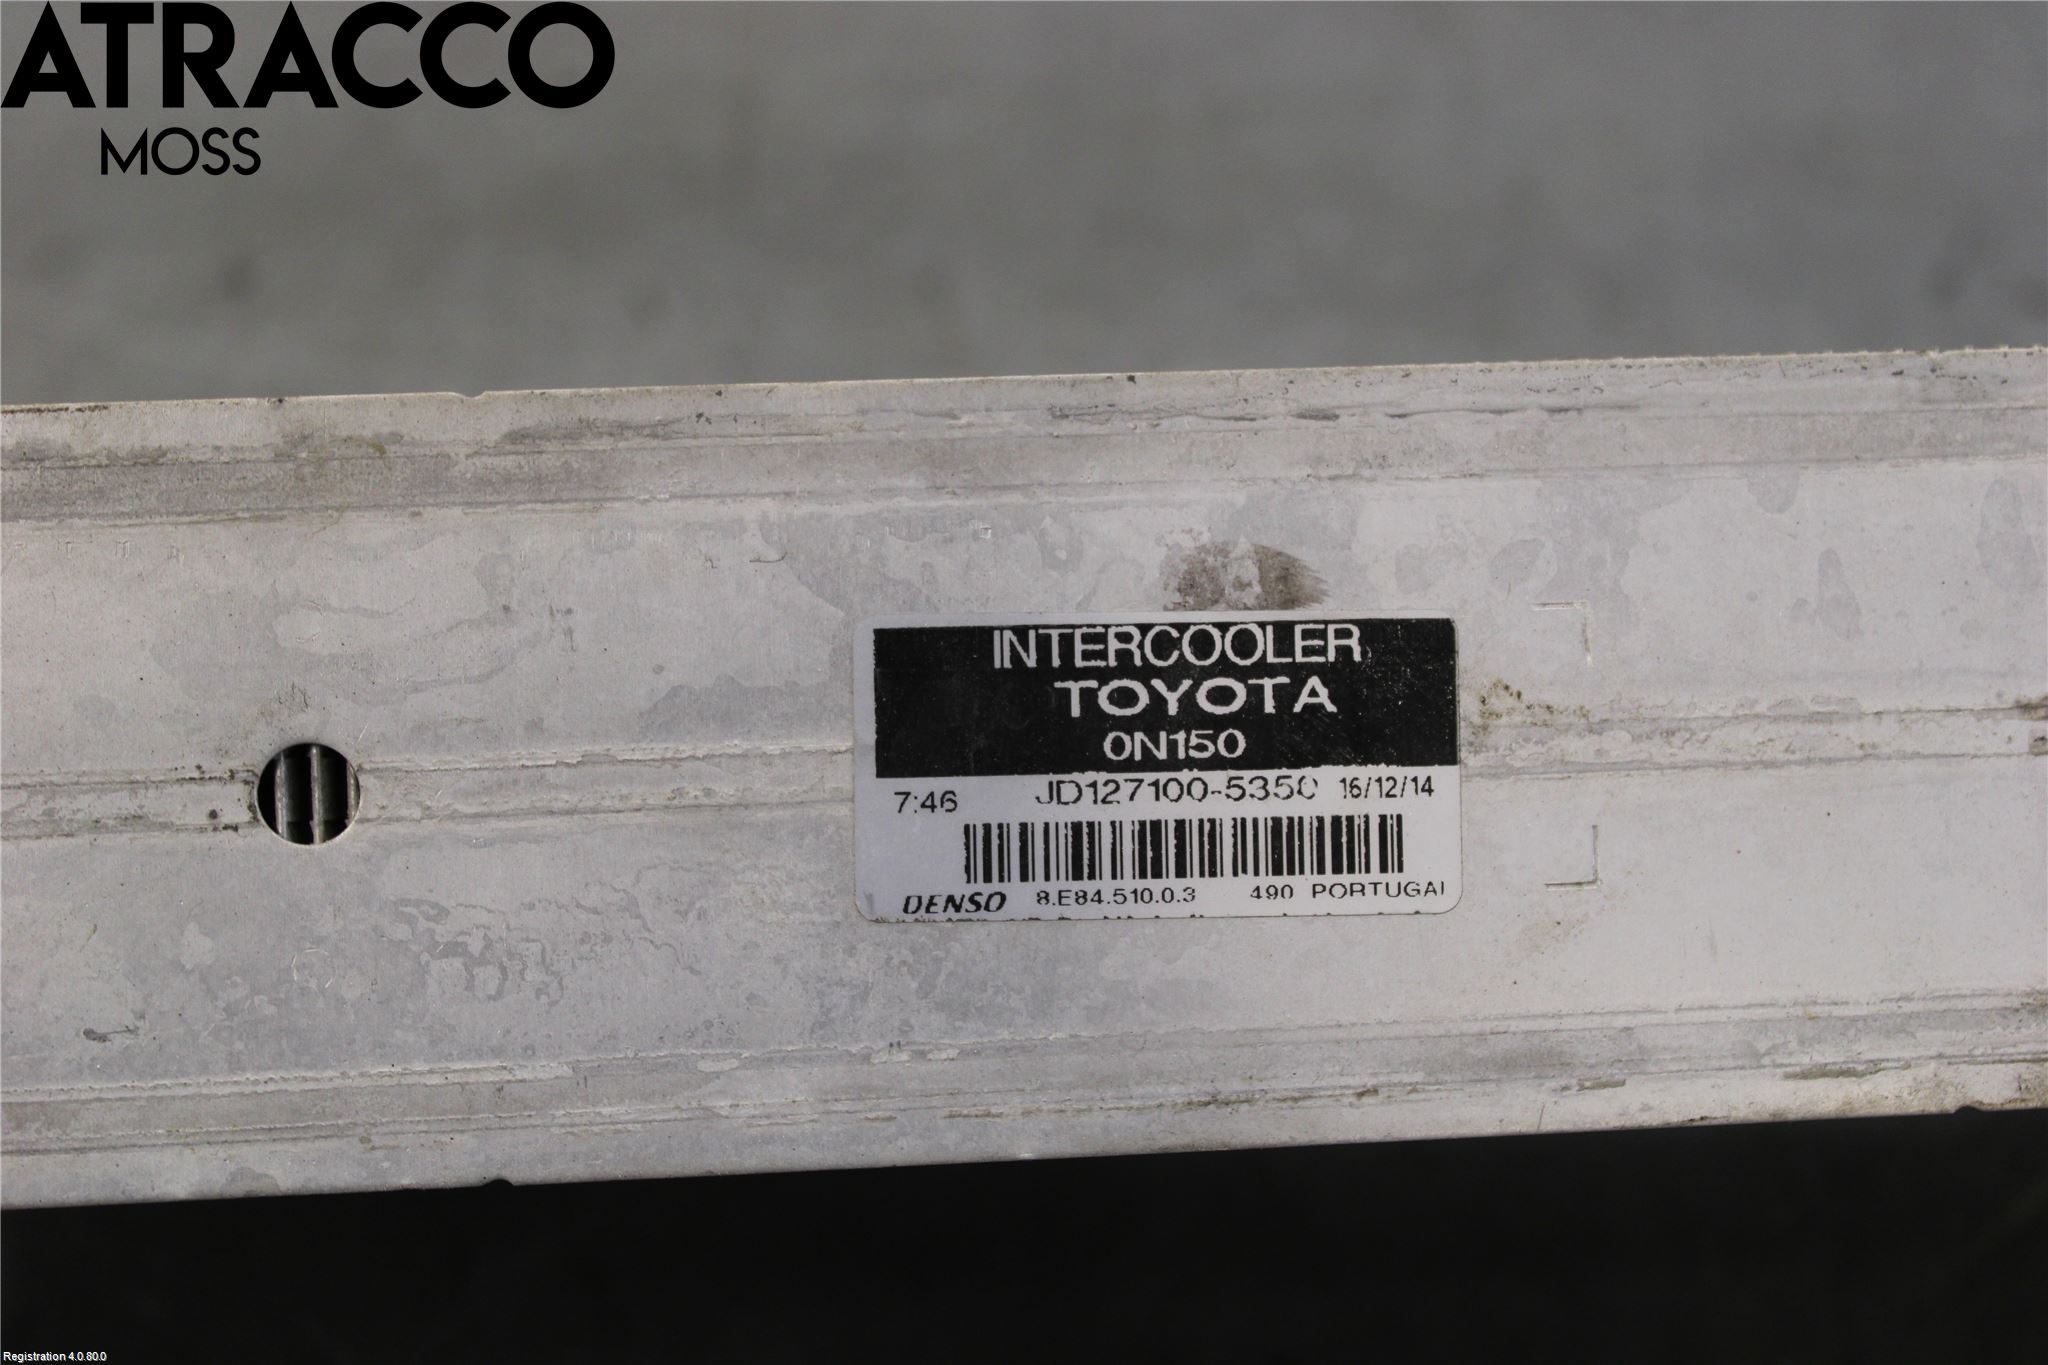 ATRACCO
MOSS
INTERCOOLER
TOYOTA
0N150
7:46 JD127100-5350 16/12/14
DENSO 8.E84.510.0.3 490 PORTUGAL
Registration 4.0.80.0